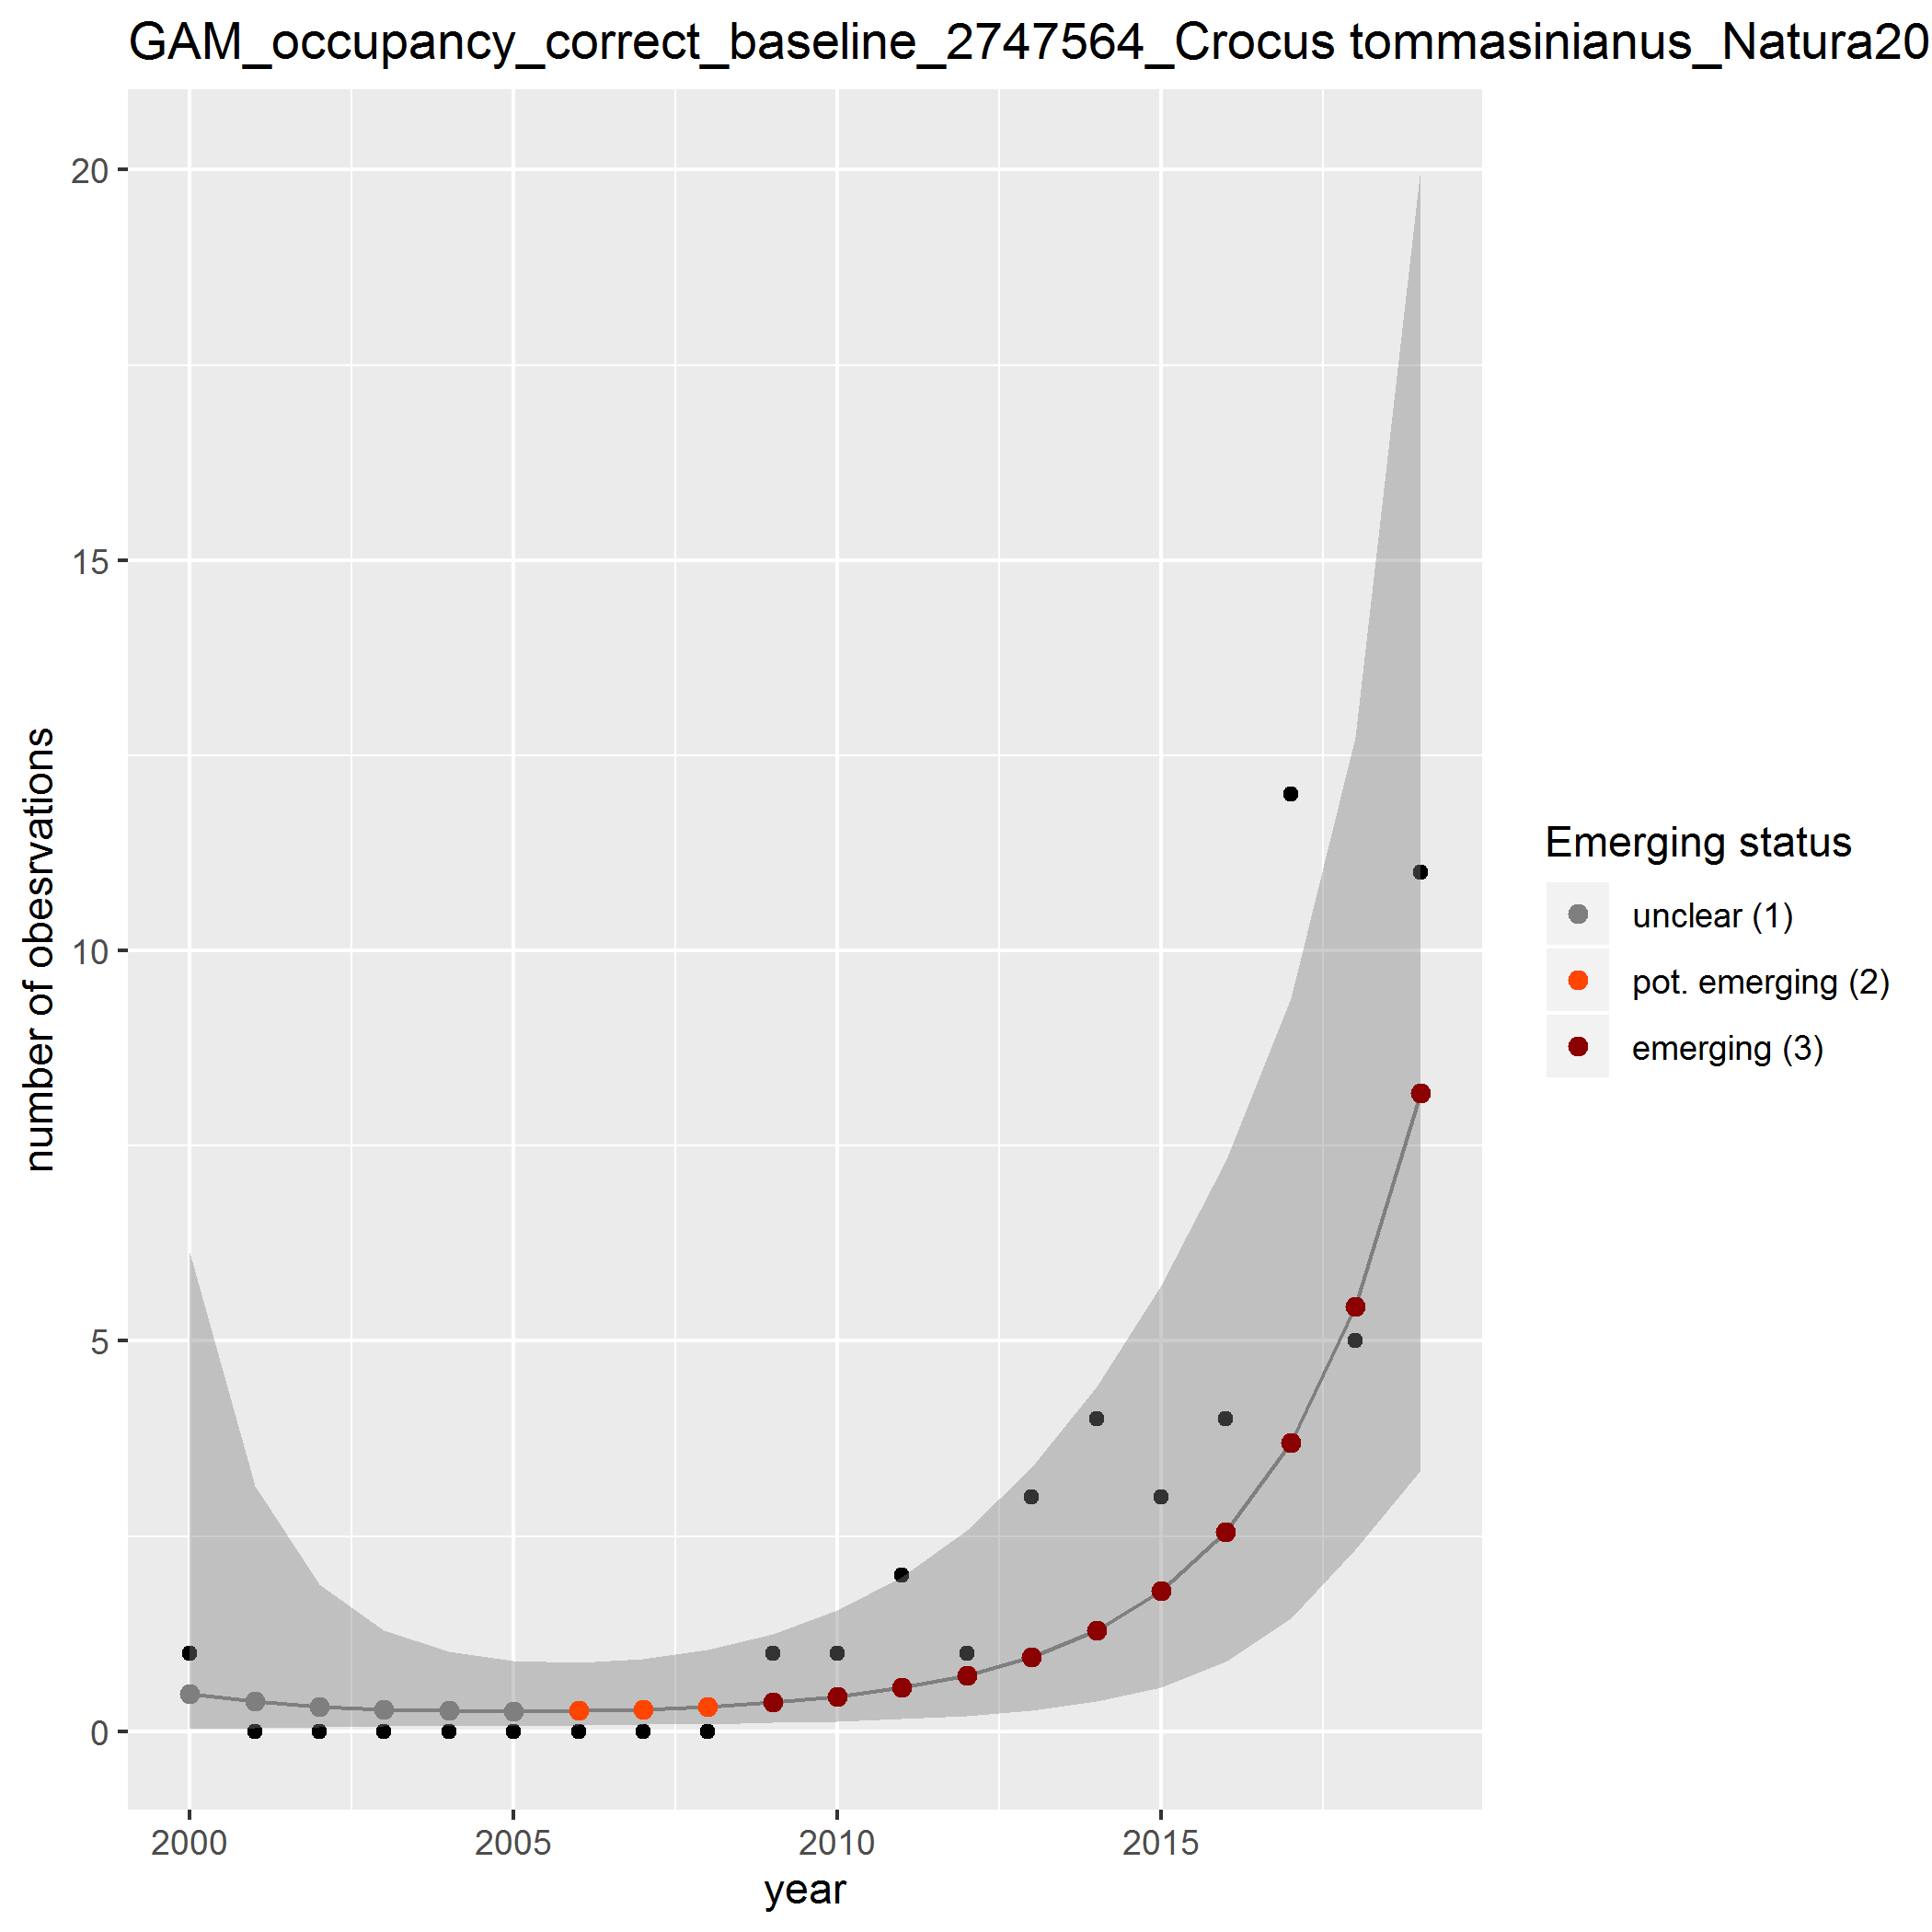 GAM_occupancy_correct_baseline_2747564_Crocus tommasinianus_Natura20
20
15
10
5
0
number of obesrvations
2000 2005 2010 2015
year
Emerging status
unclear (1)
pot. emerging (2)
emerging (3)